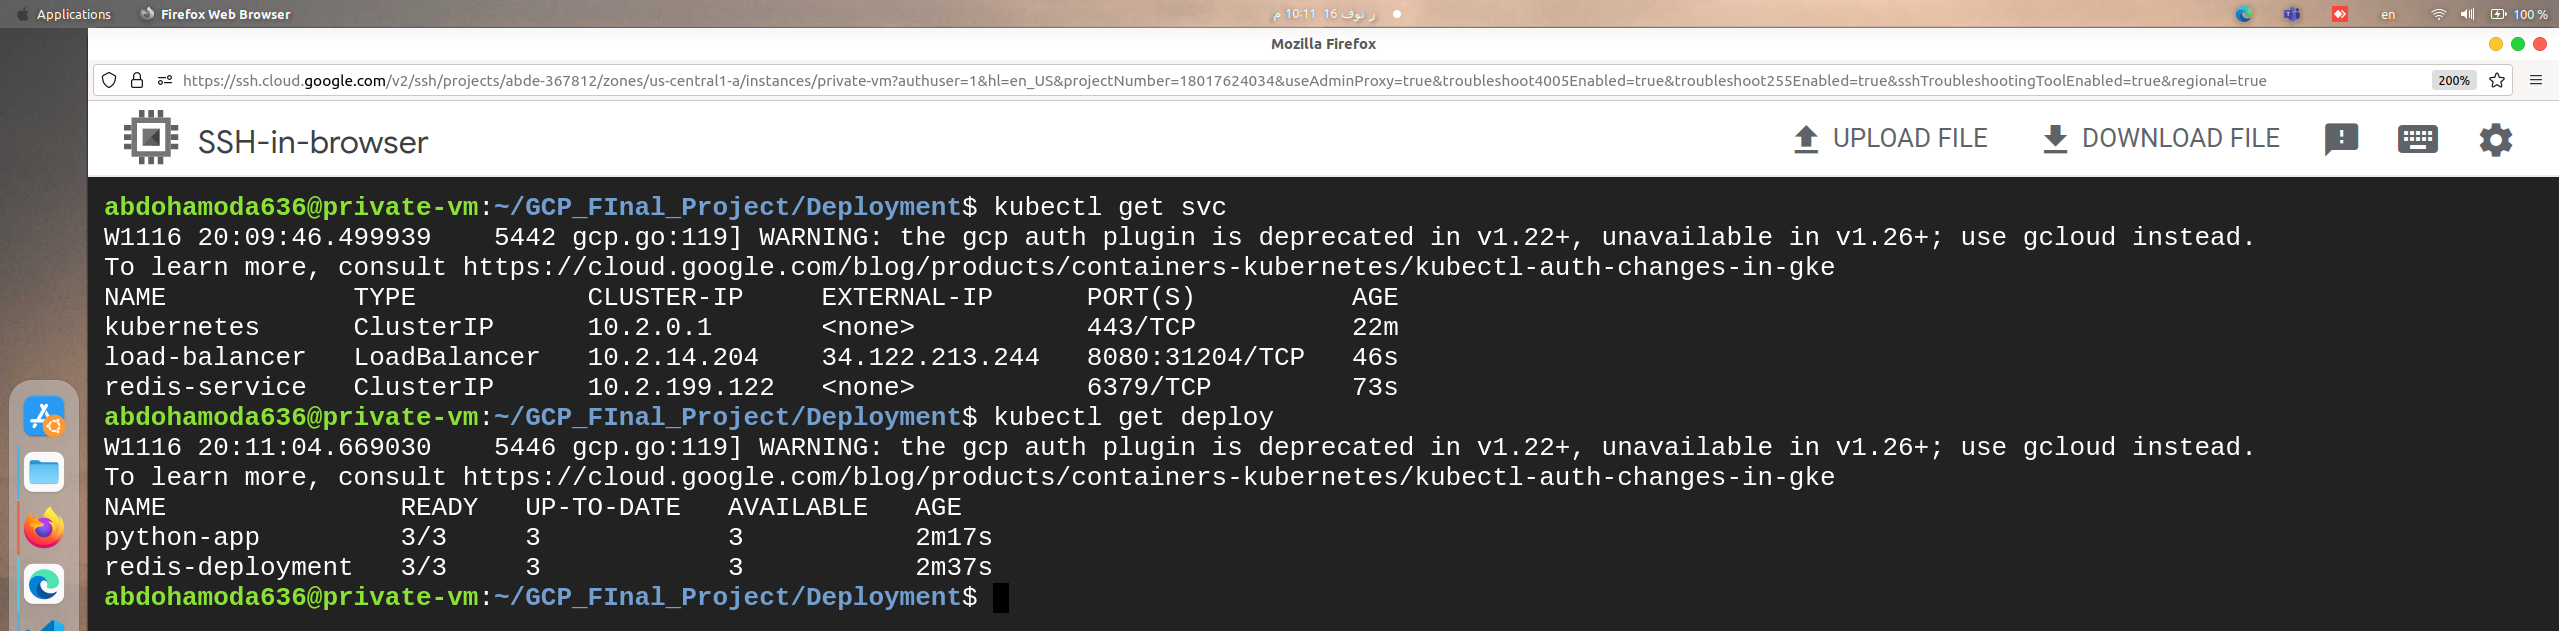 Applications Firefox Web Browser ر نوف 16 10:11 م en 100 %
Mozilla Firefox
https://ssh.cloud.google.com/v2/ssh/projects/abde-367812/zones/us-central1-a/instances/private-vm?authuser=1&hl=en_US&projectNumber=18017624034&useAdminProxy=true&troubleshoot4005Enabled=true&troubleshoot255Enabled=true&sshTroubleshootingToolEnabled=true&regional=true 200%
SSH-in-browser UPLOAD FILE DOWNLOAD FILE
abdohamoda636@private-vm:~/GCP_FInal_Project/Deployment$ kubectl get svc
W1116 20:09:46.499939    5442 gcp.go:119] WARNING: the gcp auth plugin is deprecated in v1.22+, unavailable in v1.26+; use gcloud instead.
To learn more, consult https://cloud.google.com/blog/products/containers-kubernetes/kubectl-auth-changes-in-gke
NAME            TYPE           CLUSTER-IP     EXTERNAL-IP      PORT(S)          AGE
kubernetes      ClusterIP      10.2.0.1       <none>           443/TCP          22m
load-balancer   LoadBalancer   10.2.14.204    34.122.213.244   8080:31204/TCP   46s
redis-service   ClusterIP      10.2.199.122   <none>           6379/TCP         73s
abdohamoda636@private-vm:~/GCP_FInal_Project/Deployment$ kubectl get deploy
W1116 20:11:04.669030    5446 gcp.go:119] WARNING: the gcp auth plugin is deprecated in v1.22+, unavailable in v1.26+; use gcloud instead.
To learn more, consult https://cloud.google.com/blog/products/containers-kubernetes/kubectl-auth-changes-in-gke
NAME               READY   UP-TO-DATE   AVAILABLE   AGE
python-app         3/3     3            3           2m17s
redis-deployment   3/3     3            3           2m37s
abdohamoda636@private-vm:~/GCP_FInal_Project/Deployment$